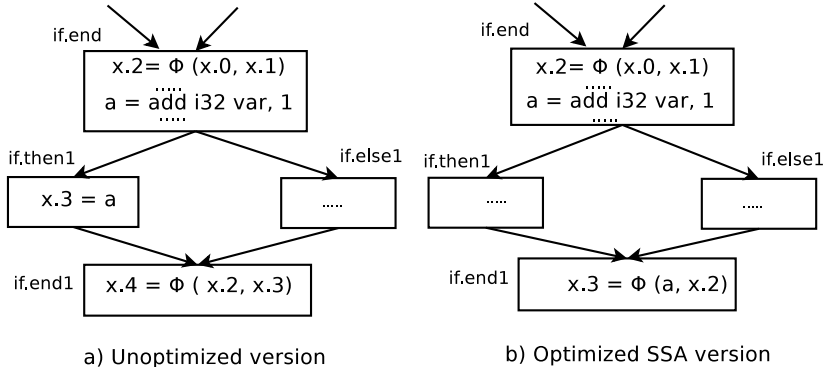 if.end
x.2= Φ (x.0, x.1)
.....
a = add i32 var, 1
.....
if.then1
x.3 = a
if.else1
.....
if.end1
x.4 = Φ ( x.2, x.3)
a) Unoptimized version
if.end
x.2= Φ (x.0, x.1)
.....
a = add i32 var, 1
.....
if.then1
.....
if.else1
.....
if.end1
x.3 = Φ (a, x.2)
b) Optimized SSA version